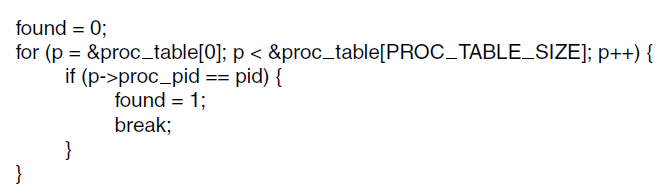 found = 0;
for (p = &proc_table[0]; p < &proc_table[PROC_TABLE_SIZE]; p++) {
if (p->proc_pid == pid) {
found = 1;
break;
}
}